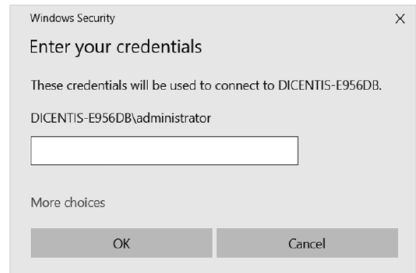 Windows Security
Enter your credentials
These credentials will be used to connect to DICENTIS-E956DB.
DICENTIS-E956DB\administrator
More choices
OK
Cancel